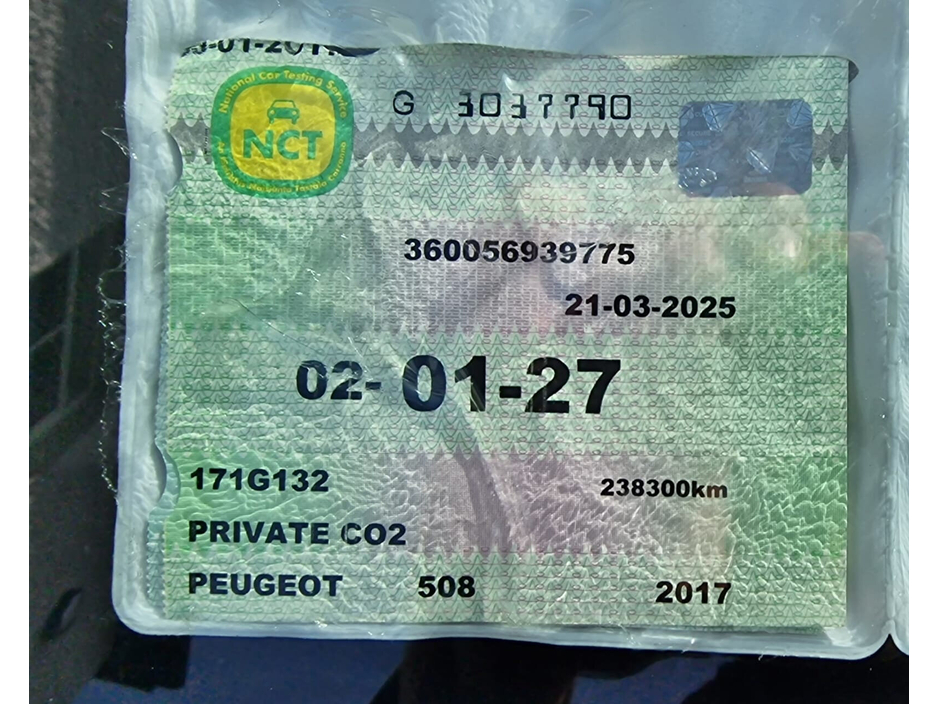 National Car Testing Service
NCT
G 3037790
360056939775
21-03-2025
02-01-27
171G132
238300km
PRIVATE CO2
PEUGEOT 508 2017